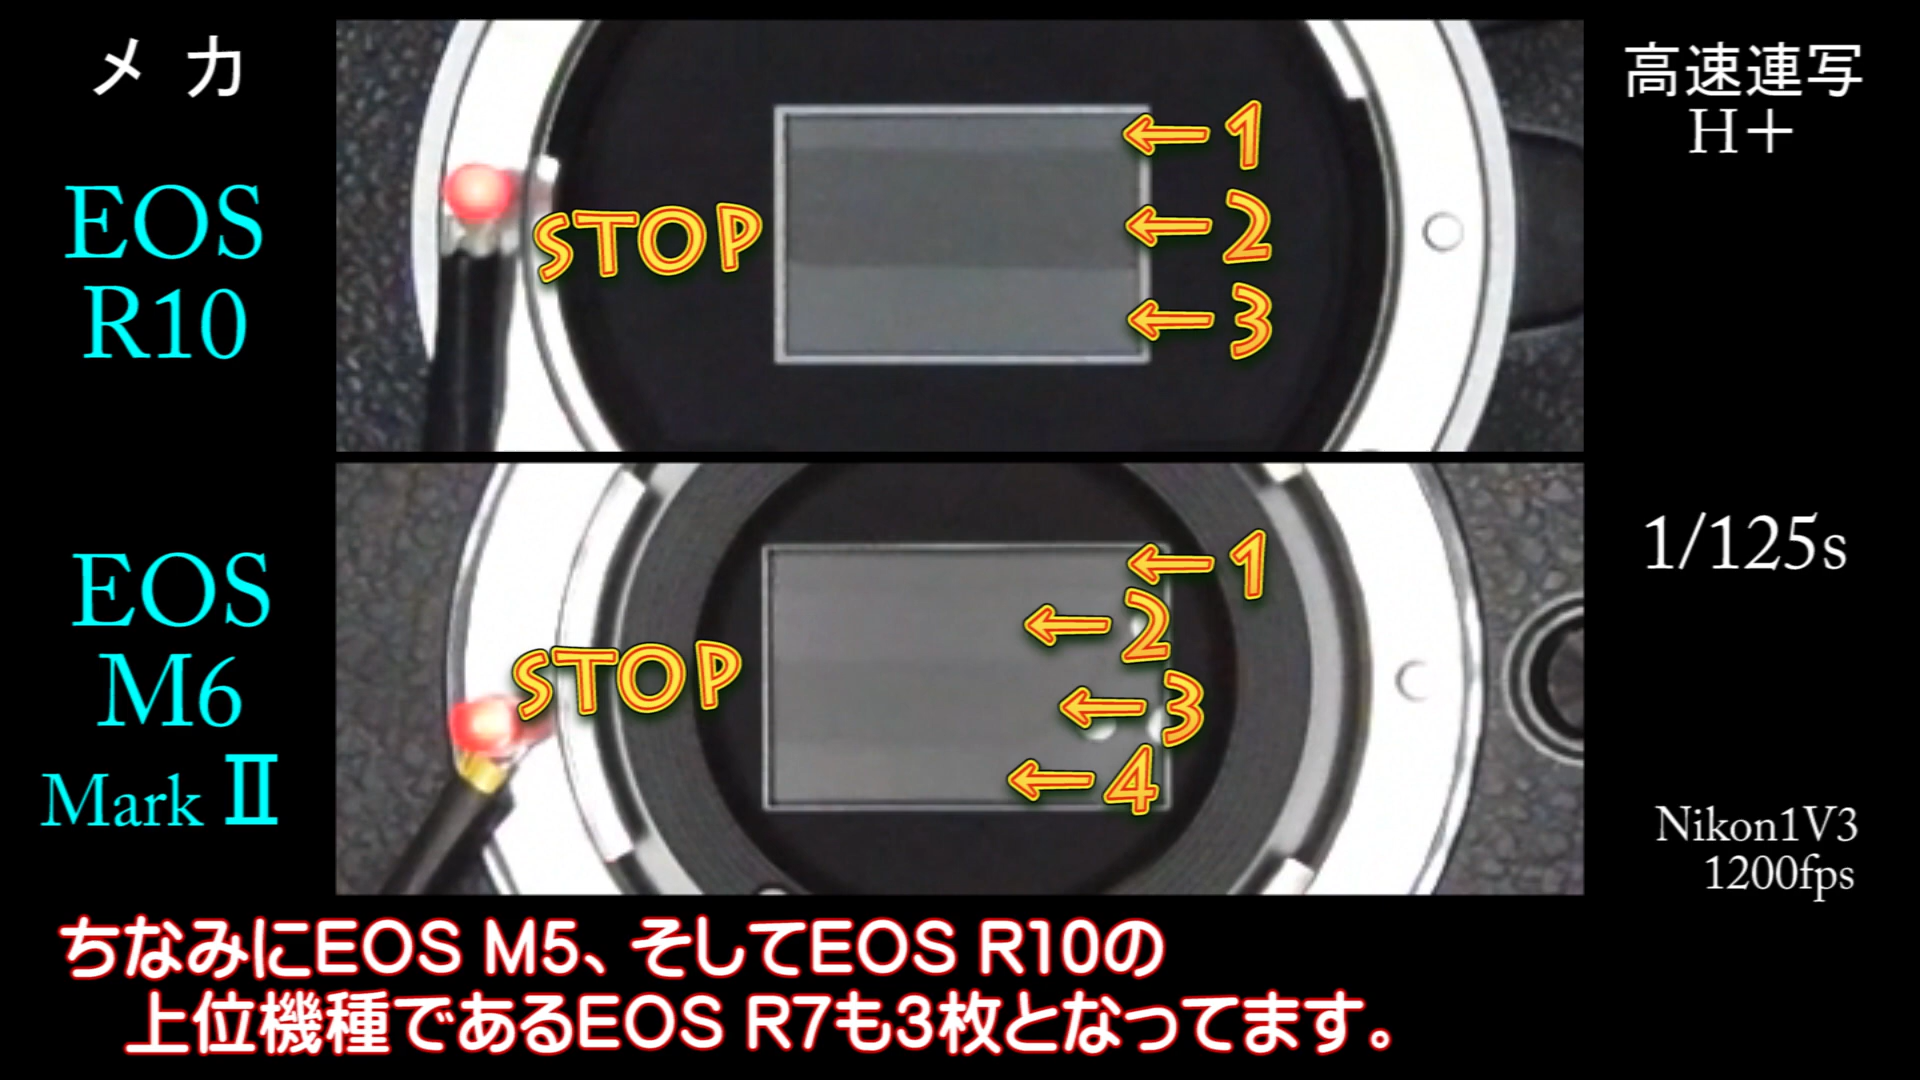 メカ
EOS
R10
高速連写
H＋
STOP
←1
←2
←3
EOS
M6
Mark Ⅱ
STOP
←1
←2
←3
←4
1/125s
Nikon1V3
1200fps
ちなみにEOS M5、そしてEOS R10の
上位機種であるEOS R7も3枚となってます。